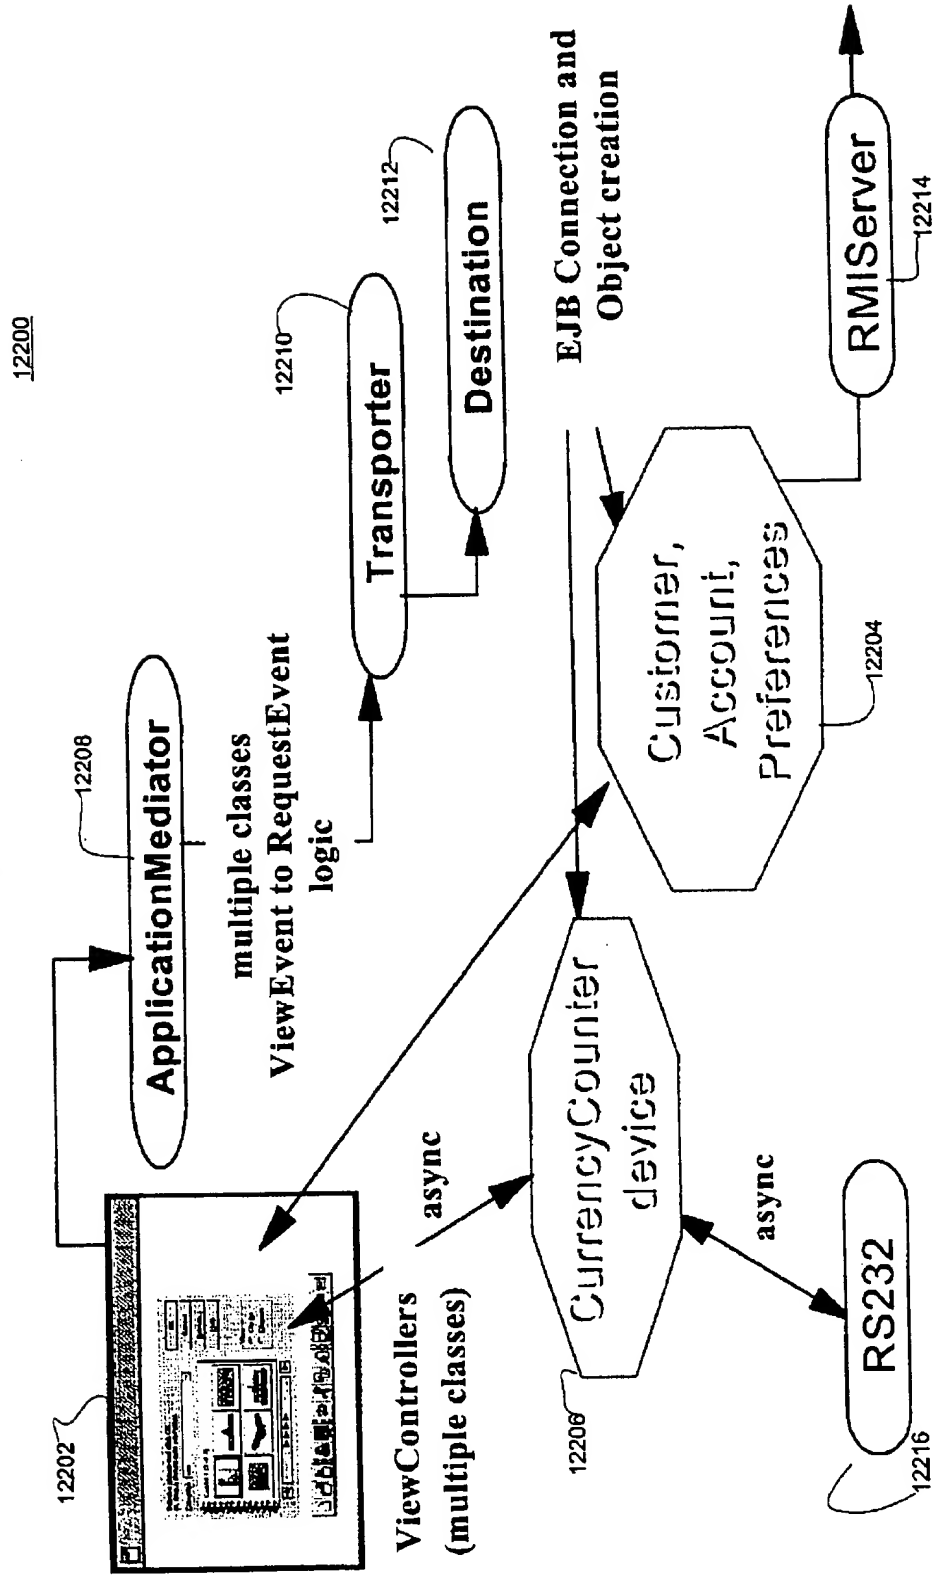 12200
12202
12208
ApplicationMediator
multiple classes
ViewEvent to RequestEvent
logic
12210
Transporter
12212
Destination
ViewControllers
(multiple classes)
async
EJB Connection and
Object creation
12206
CurrencyCounter
device
Customer,
Account,
Preferences
12204
async
RS232
12216
RMIServer
12214